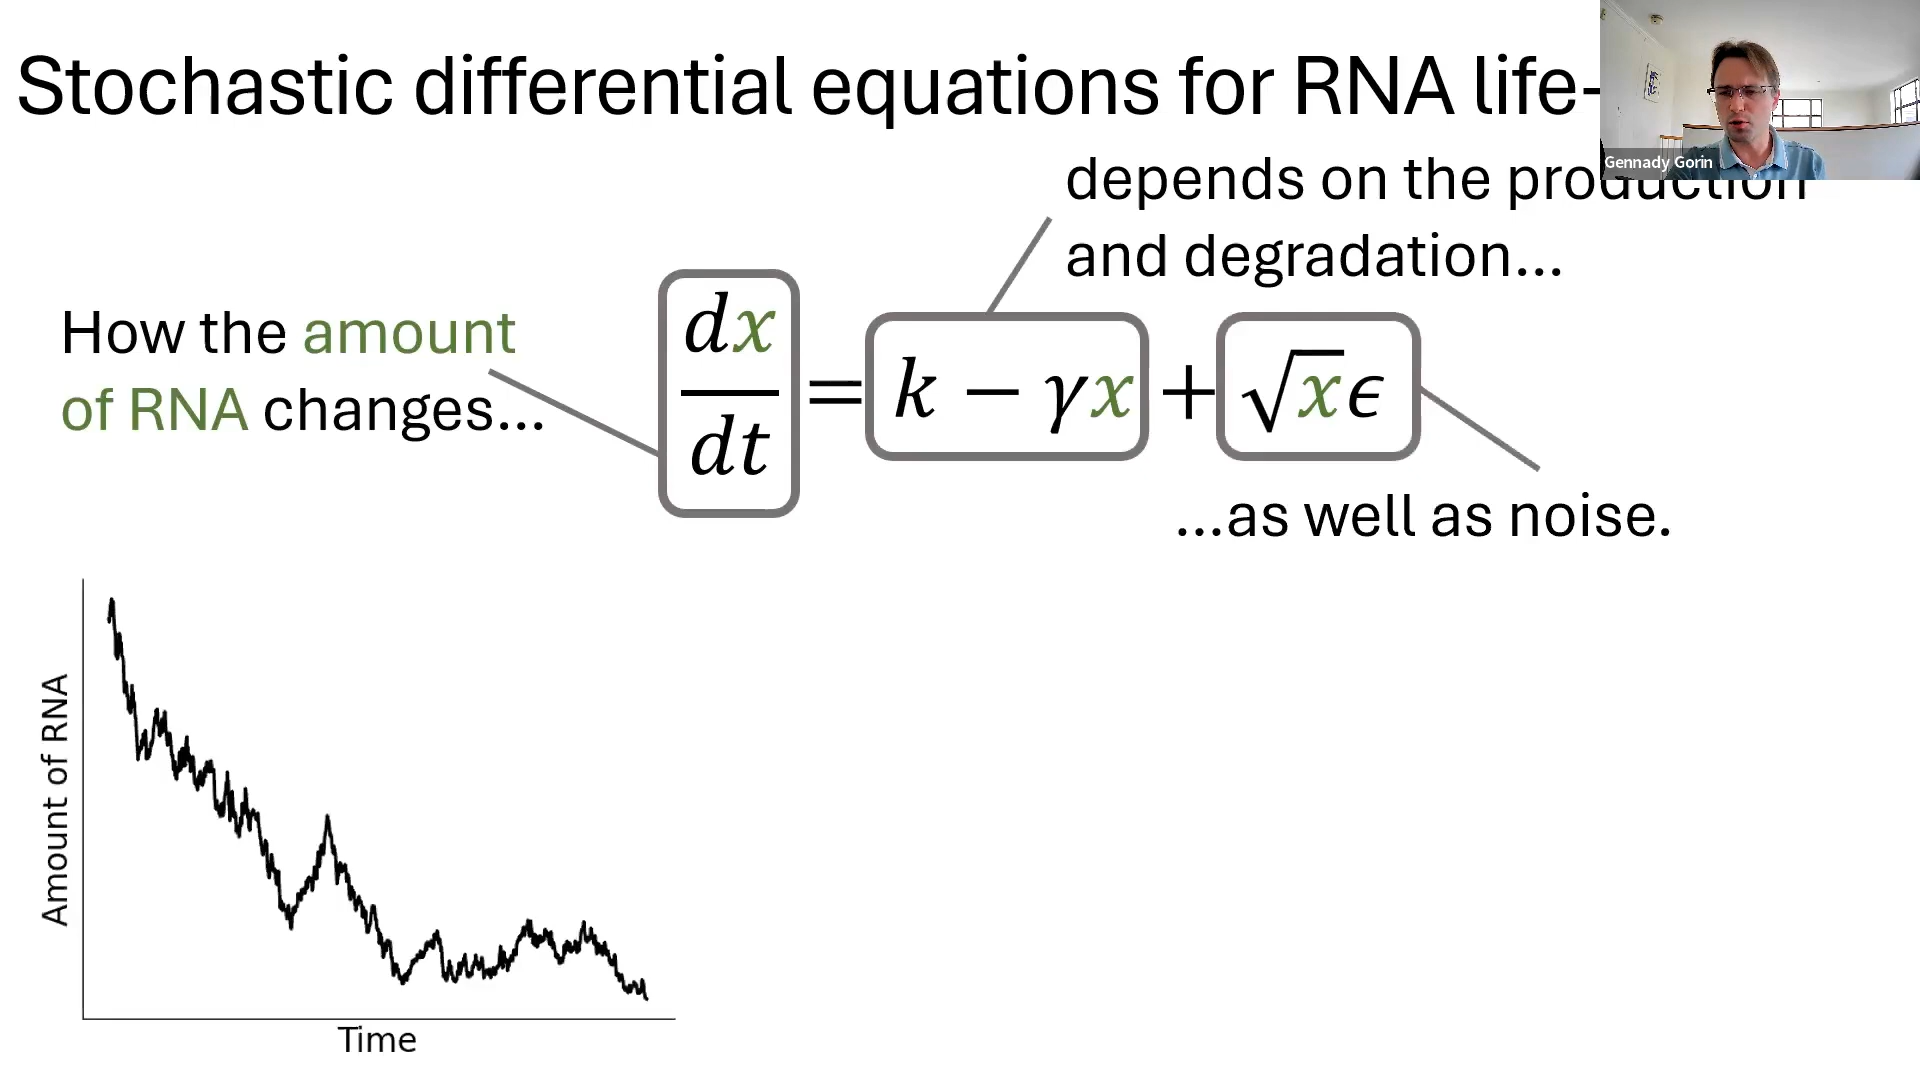 Stochastic differential equations for RNA life-
Gennady Gorin
depends on the production
and degradation...
How the amount
of RNA changes...
dx/dt = k − γx + √x ϵ
...as well as noise.
Amount of RNA
Time